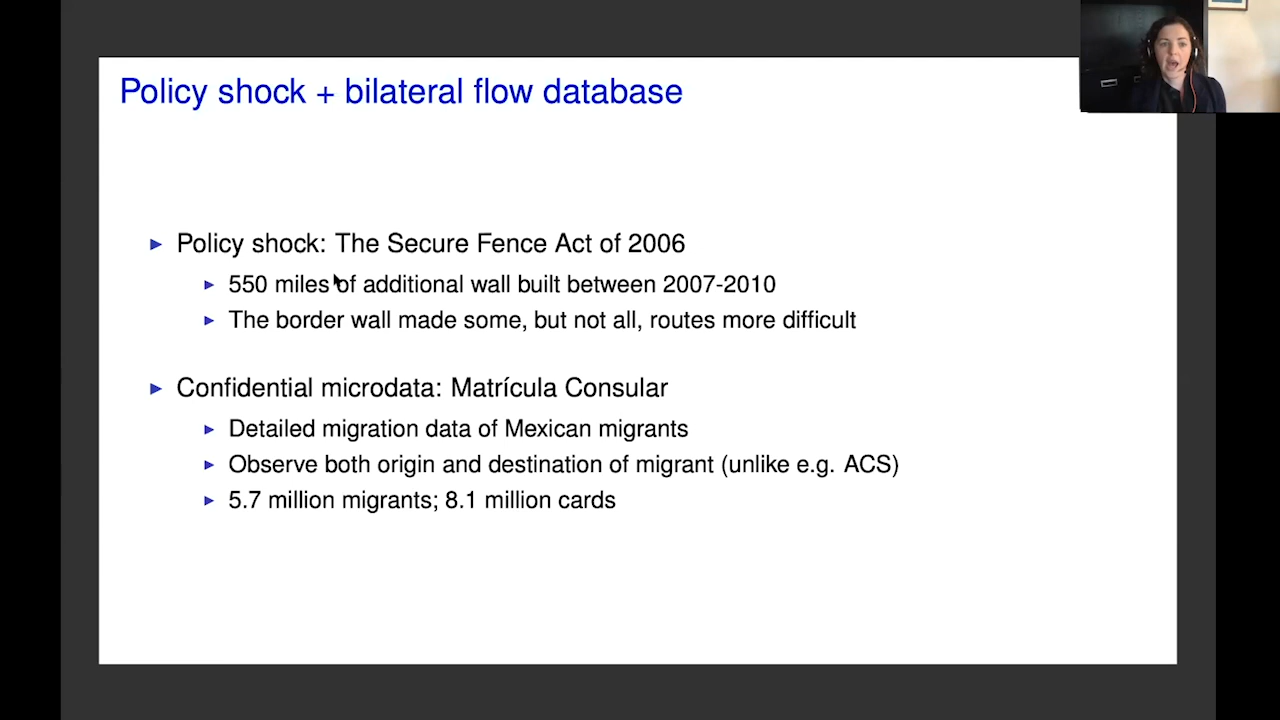 Policy shock + bilateral flow database
▶ Policy shock: The Secure Fence Act of 2006
▶ 550 miles of additional wall built between 2007-2010
▶ The border wall made some, but not all, routes more difficult
▶ Confidential microdata: Matrícula Consular
▶ Detailed migration data of Mexican migrants
▶ Observe both origin and destination of migrant (unlike e.g. ACS)
▶ 5.7 million migrants; 8.1 million cards